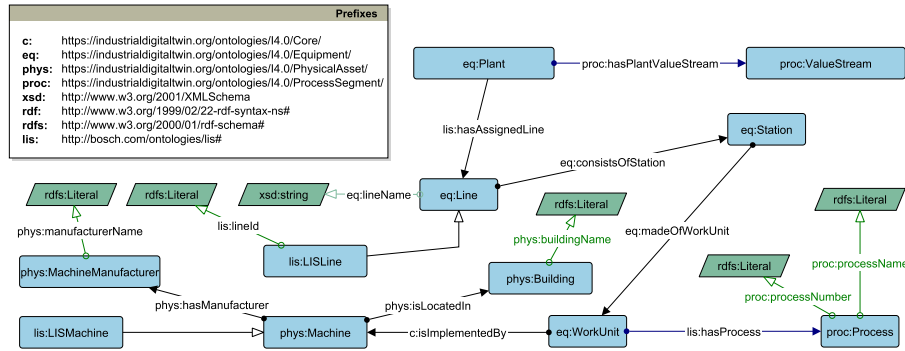 Prefixes
c: https://industrialdigitaltwin.org/ontologies/I4.0/Core/
eq: https://industrialdigitaltwin.org/ontologies/I4.0/Equipment/
phys: https://industrialdigitaltwin.org/ontologies/I4.0/PhysicalAsset/
proc: https://industrialdigitaltwin.org/ontologies/I4.0/ProcessSegment/
xsd: http://www.w3.org/2001/XMLSchema
rdf: http://www.w3.org/1999/02/22-rdf-syntax-ns#
rdfs: http://www.w3.org/2000/01/rdf-schema#
lis: http://bosch.com/ontologies/lis#
eq:Plant
proc:hasPlantValueStream
proc:ValueStream
lis:hasAssignedLine
eq:Station
eq:consistsOfStation
rdfs:Literal
rdfs:Literal
xsd:string
eq:lineName
eq:Line
rdfs:Literal
rdfs:Literal
phys:manufacturerName
lis:lineId
phys:buildingName
eq:madeOfWorkUnit
phys:MachineManufacturer
lis:LISLine
phys:Building
rdfs:Literal
proc:processName
proc:processNumber
phys:hasManufacturer
phys:isLocatedIn
lis:LISMachine
phys:Machine
c:isImplementedBy
eq:WorkUnit
lis:hasProcess
proc:Process